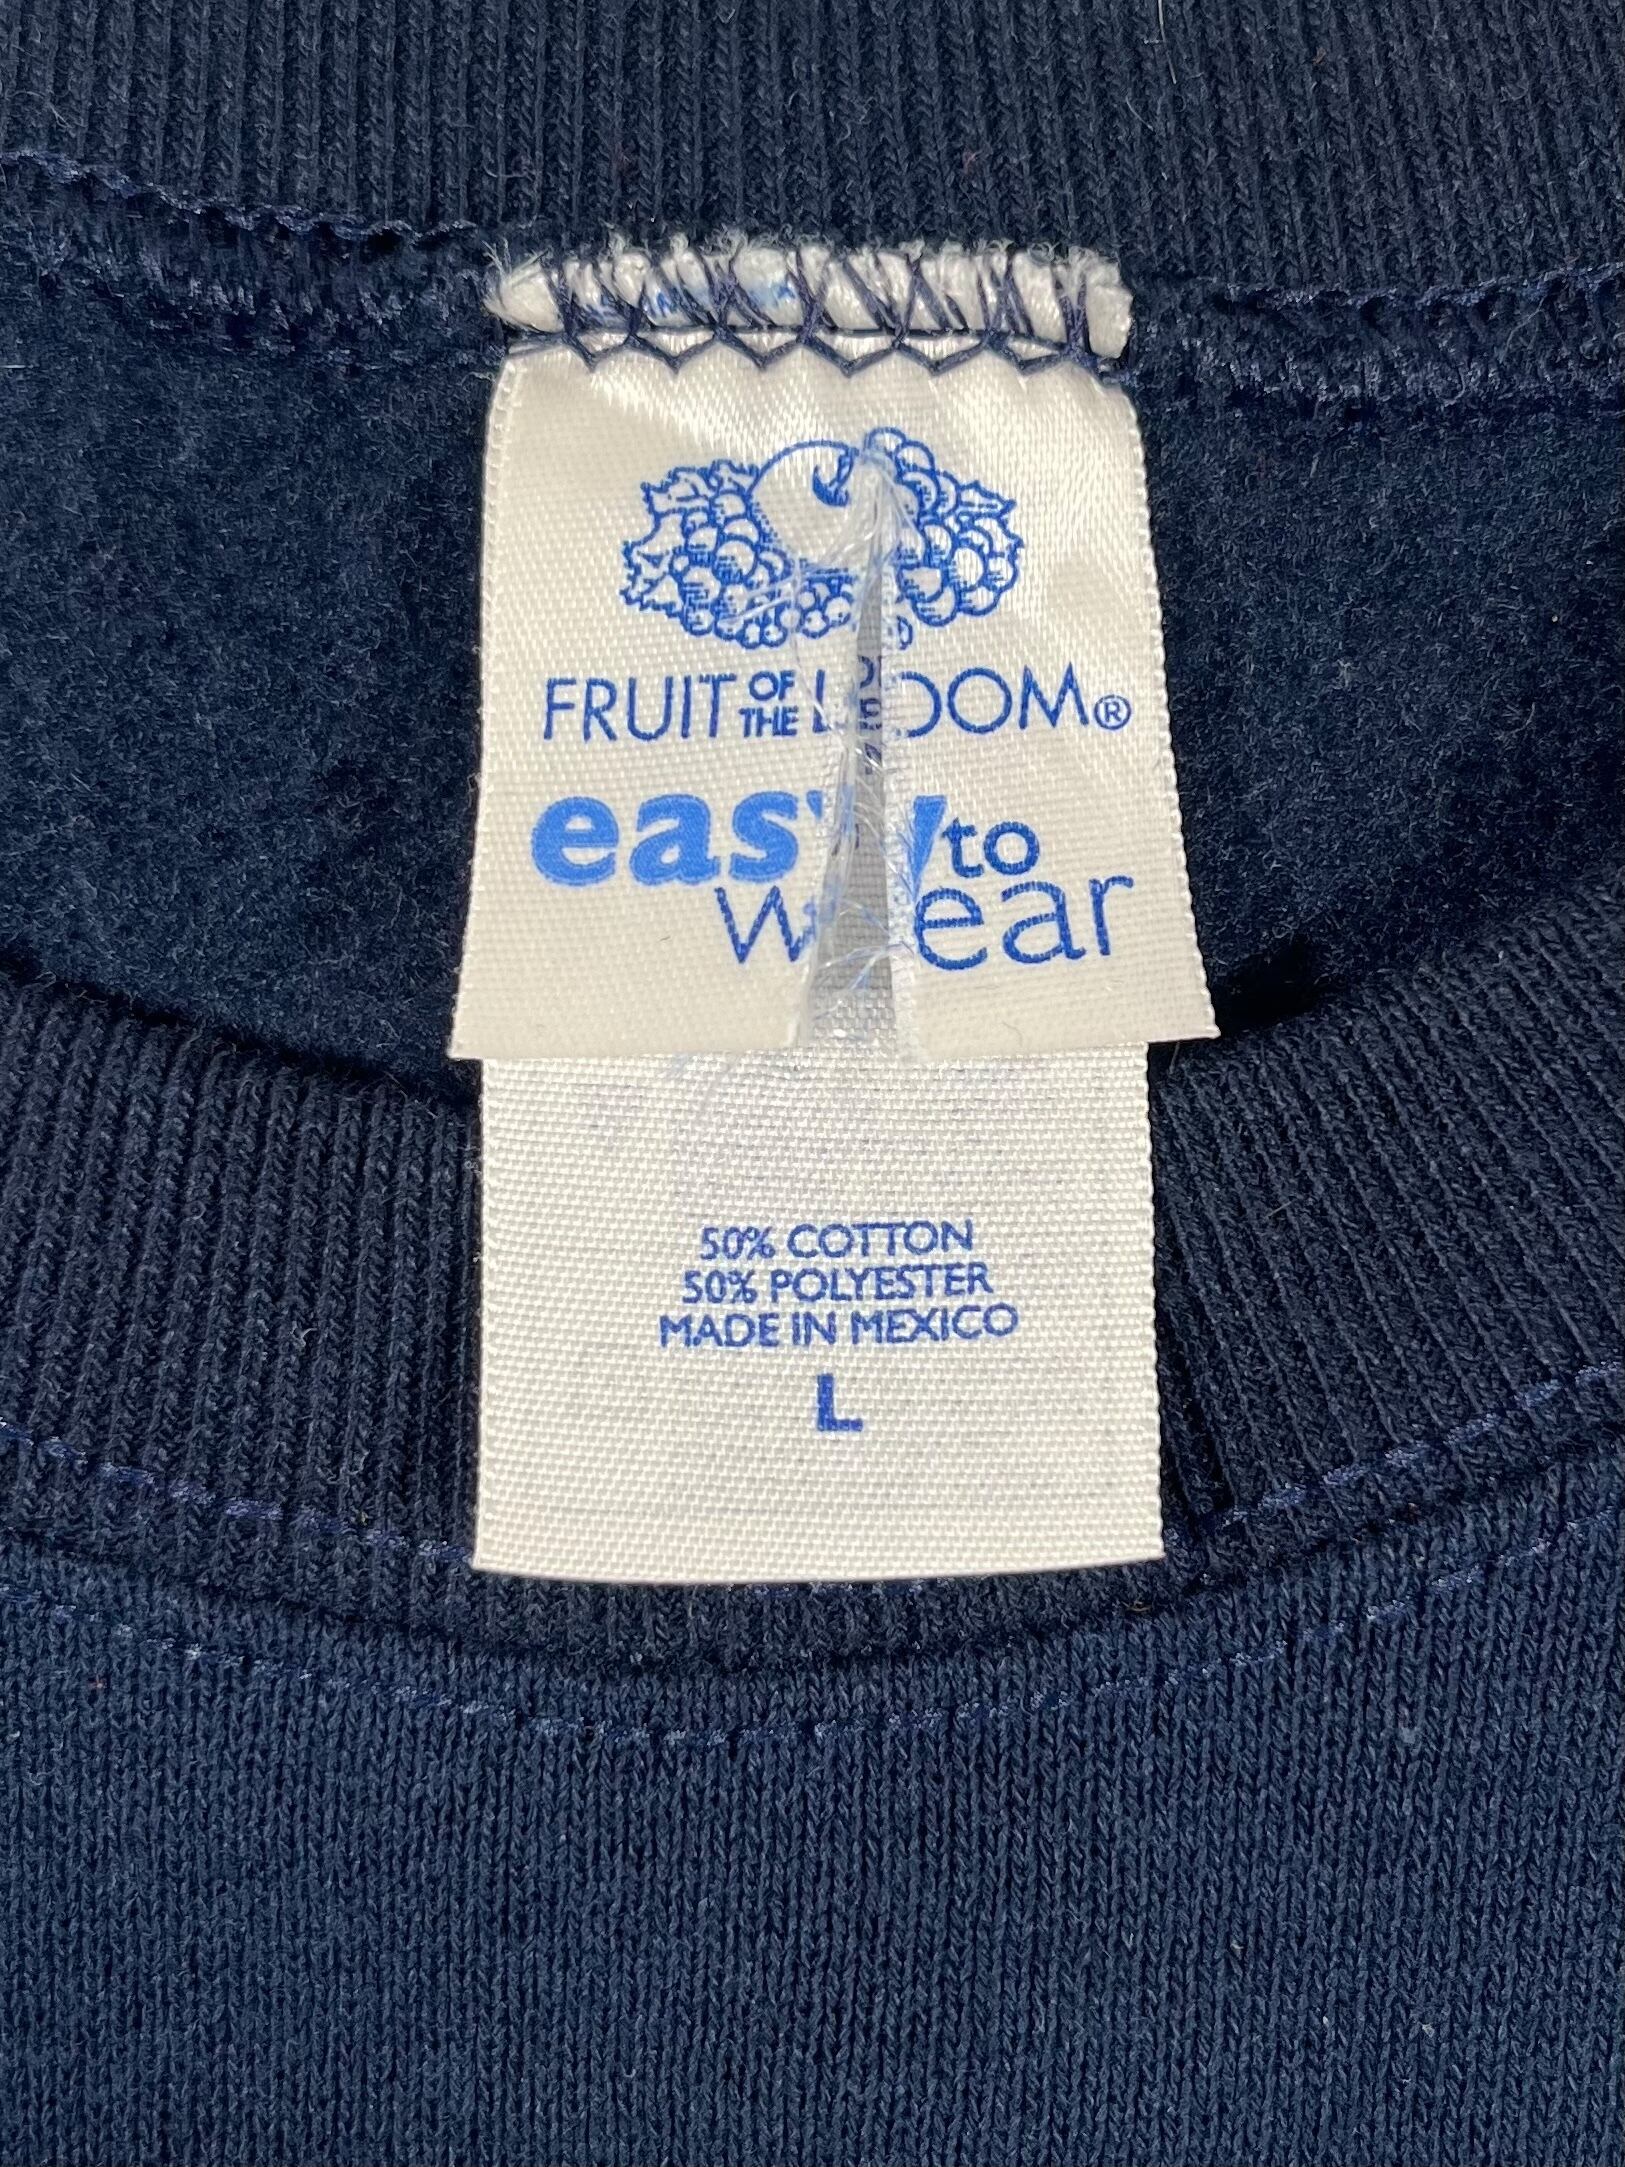 FRUIT OF THE LOOM®
easy to
wear
50% COTTON
50% POLYESTER
MADE IN MEXICO
L